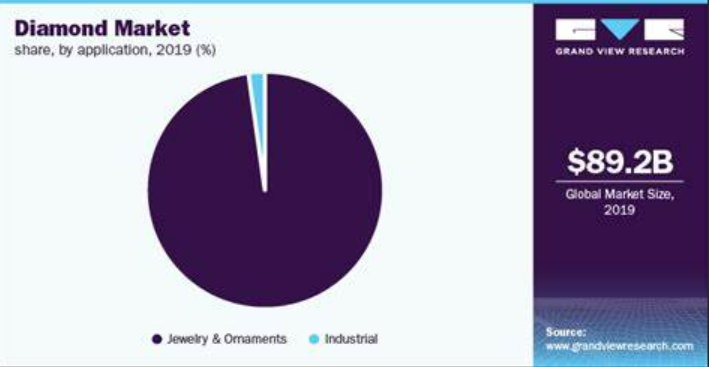 Diamond Market
share, by application, 2019 (%)
Jewelry & Ornaments
Industrial
GRAND VIEW RESEARCH
$89.2B
Global Market Size,
2019
Source:
www.grandviewresearch.com